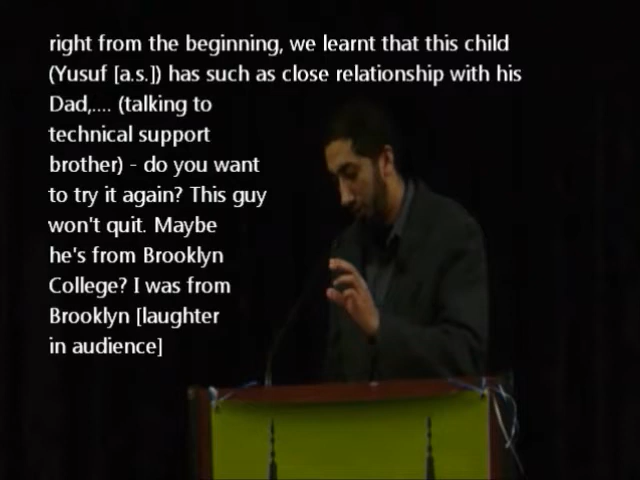 right from the beginning, we learnt that this child
(Yusuf [a.s.]) has such as close relationship with his
Dad,.... (talking to
technical support
brother) - do you want
to try it again? This guy
won't quit. Maybe
he's from Brooklyn
College? I was from
Brooklyn [laughter
in audience]